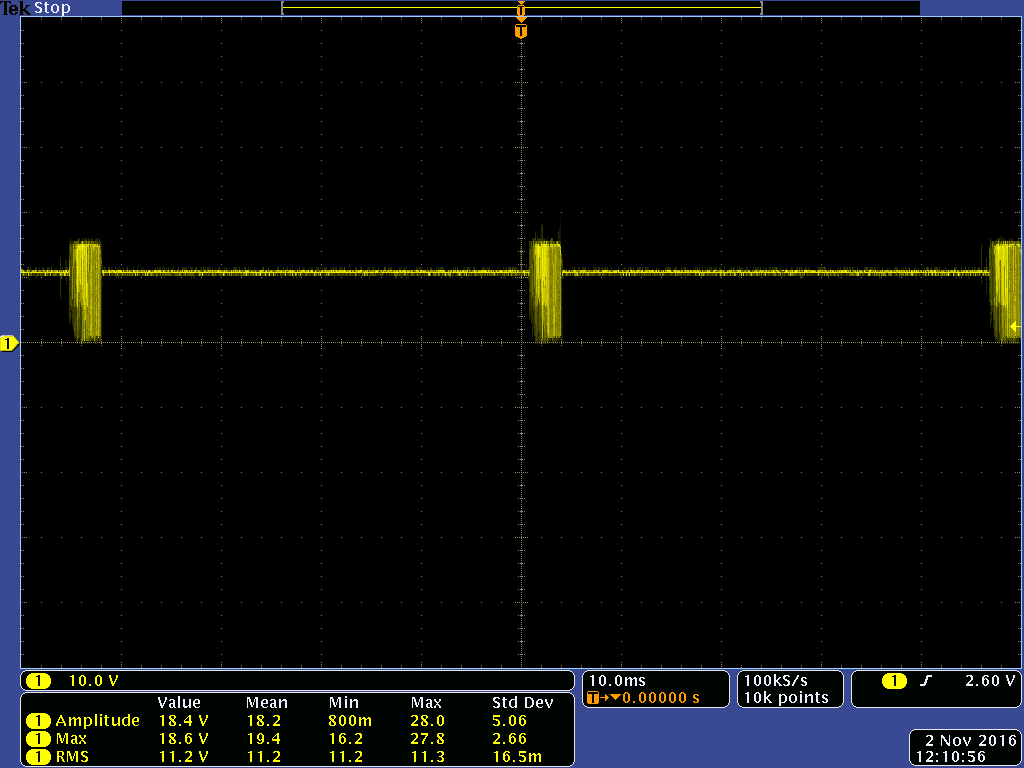 Tek Stop
T
T
1
1 10.0 V
10.0ms
T→▼0.00000 s
100kS/s
10k points
1 ∫ 2.60 V
Value Mean Min Max Std Dev
1 Amplitude 18.4 V 18.2 800m 28.0 5.06
1 Max 18.6 V 19.4 16.2 27.8 2.66
1 RMS 11.2 V 11.2 11.2 11.3 16.5m
2 Nov 2016
12:10:56